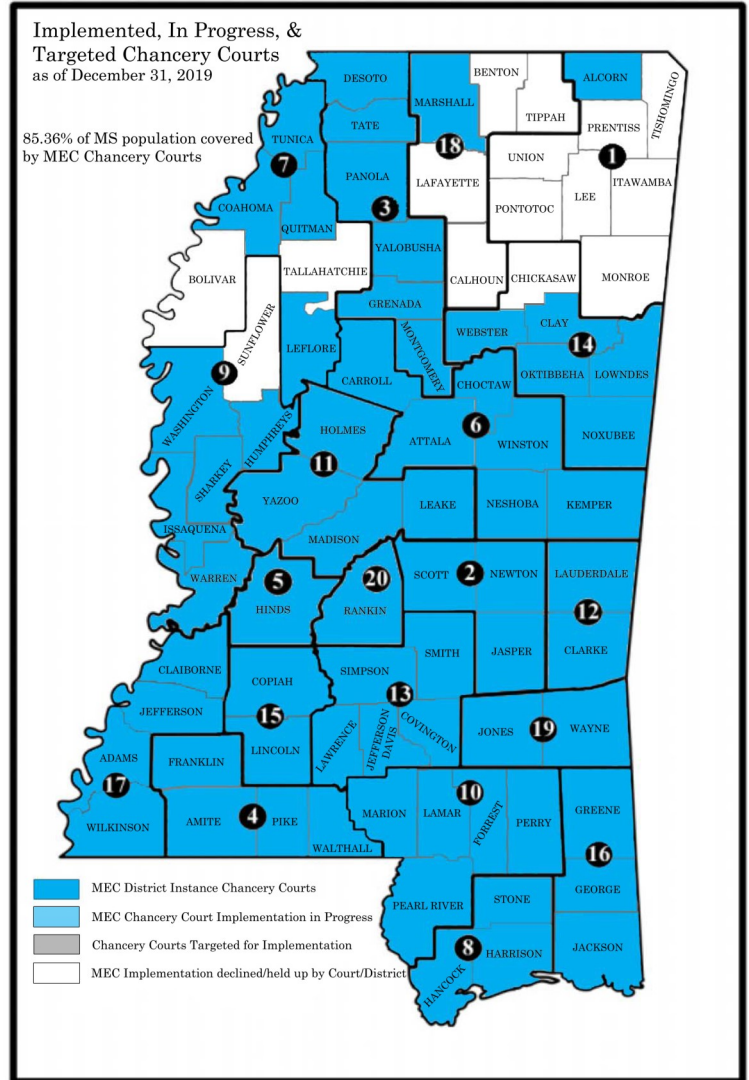 Implemented, In Progress, &
Targeted Chancery Courts
as of December 31, 2019
85.36% of MS population covered
by MEC Chancery Courts
DESOTO
MARSHALL
BENTON
TIPPAH
ALCORN
TISHOMINGO
PRENTISS
TUNICA
TATE
7
18
UNION
1
PANOLA
LAFAYETTE
ITAWAMBA
LEE
PONTOTOC
COAHOMA
3
QUITMAN
YALOBUSHA
BOLIVAR
TALLAHATCHIE
CALHOUN
CHICKASAW
MONROE
GRENADA
SUNFLOWER
WEBSTER
CLAY
14
LEFLORE
MONTGOMERY
9
CARROLL
CHOCTAW
OKTIBBEHA
LOWNDES
WASHINGTON
HUMPHREYS
HOLMES
ATTALA
6
WINSTON
NOXUBEE
11
SHARKEY
YAZOO
LEAKE
NESHOBA
KEMPER
ISSAQUENA
MADISON
WARREN
5
HINDS
20
RANKIN
SCOTT
2
NEWTON
LAUDERDALE
12
CLAIBORNE
COPIAH
SIMPSON
SMITH
JASPER
CLARKE
JEFFERSON
15
13
LAWRENCE
JEFFERSON
DAVIS
COVINGTON
JONES
19
WAYNE
ADAMS
FRANKLIN
LINCOLN
17
WILKINSON
AMITE
4
PIKE
WALTHALL
MARION
LAMAR
10
FORREST
PERRY
GREENE
16
GEORGE
PEARL RIVER
STONE
8
HANCOCK
HARRISON
JACKSON
MEC District Instance Chancery Courts
MEC Chancery Court Implementation in Progress
Chancery Courts Targeted for Implementation
MEC Implementation declined/held up by Court/District